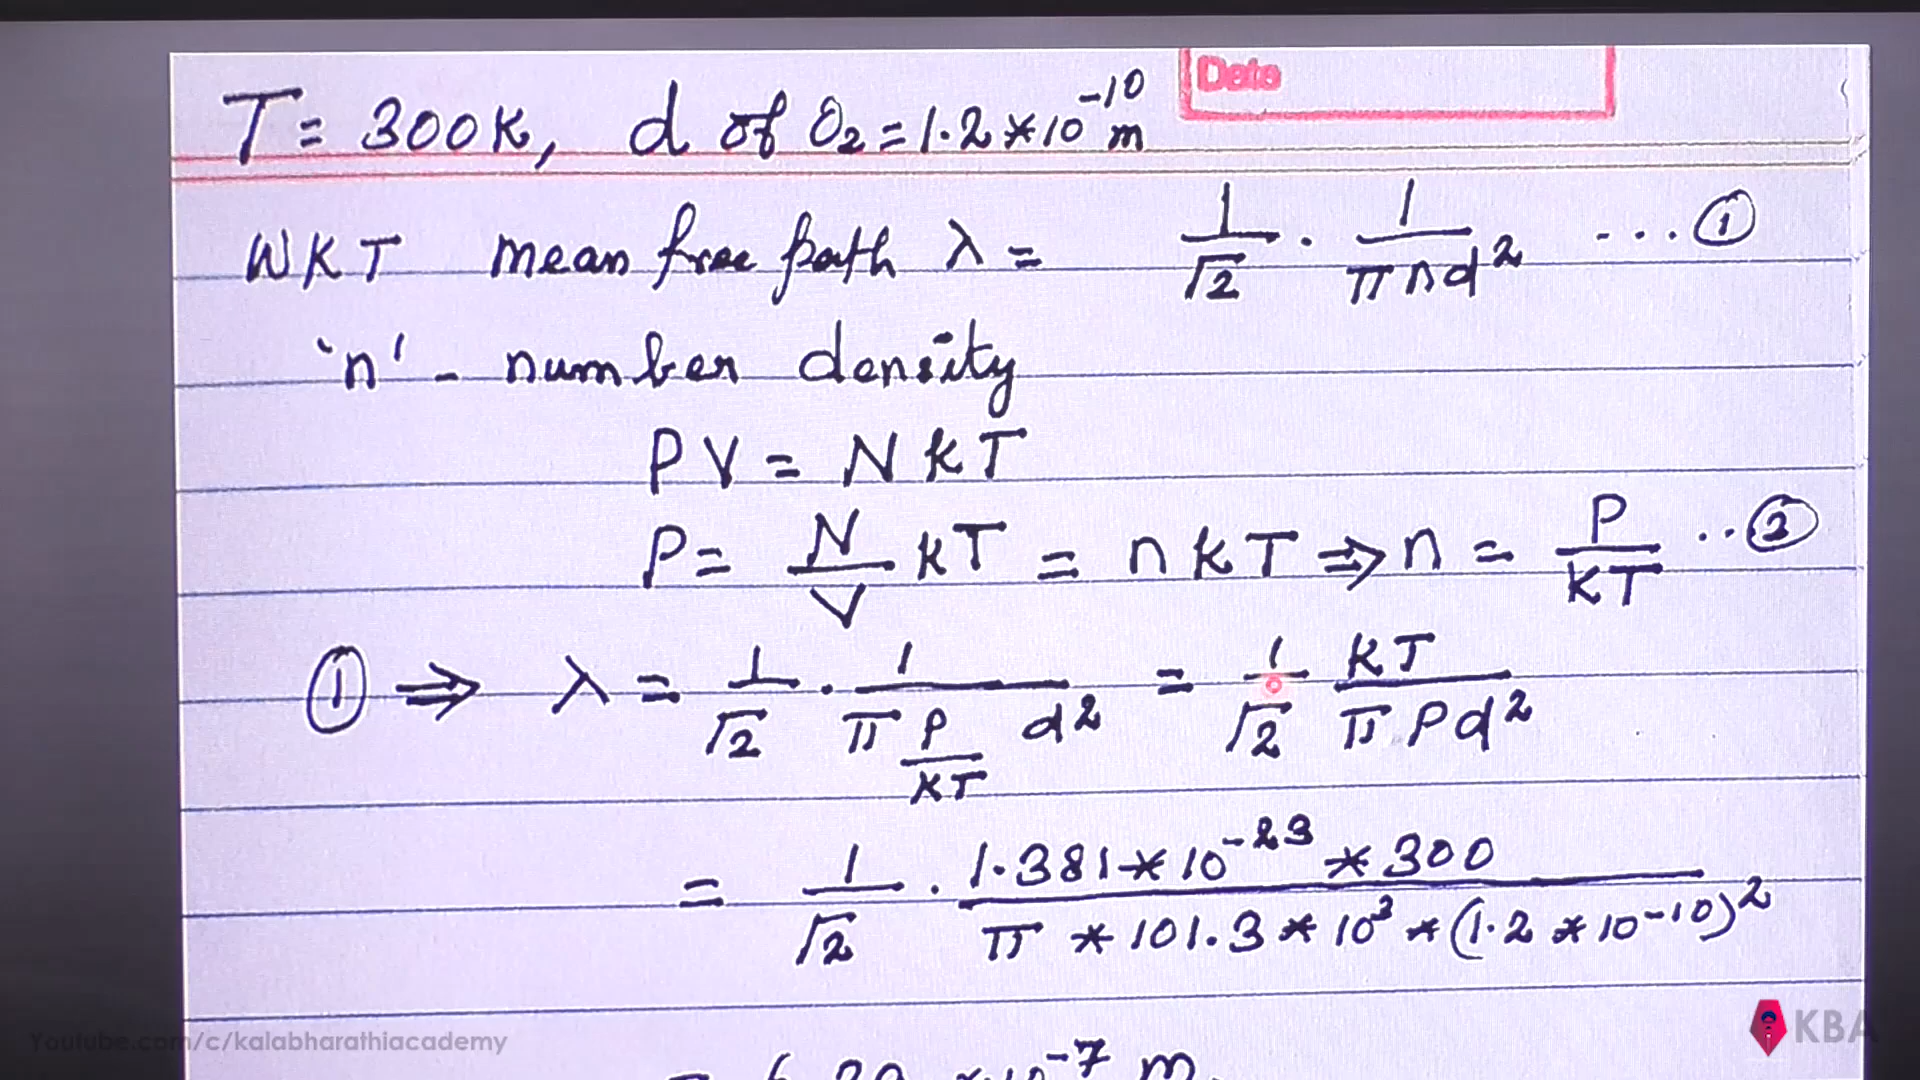 Date
T = 300K, d of O₂ = 1.2 * 10⁻¹⁰ m
WKT mean free path λ = 1/√2 · 1/πnd² ... ①
'n' - number density
PV = NKT
P = N/V KT = nKT ⇒ n = P/KT .. ②
① ⇒ λ = 1/√2 · 1/(π P/KT d²) = 1/√2 KT/πPd²
= 1/√2 · 1.381 * 10⁻²³ * 300 / π * 101.3 * 10³ * (1.2 * 10⁻¹⁰)²
Youtube.com/c/kalabharathiacademy
KBA
10⁻⁷ m